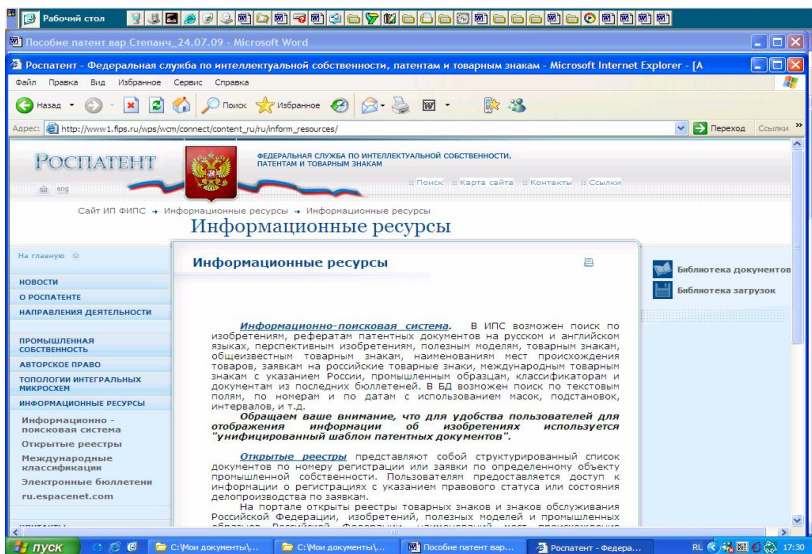 Рабочий стол
Пособие патент вар Степанч_24.07.09 - Microsoft Word
Роспатент - Федеральная служба по интеллектуальной собственности, патентам и товарным знакам - Microsoft Internet Explorer - [А
Файл Правка Вид Избранное Сервис Справка
Назад Поиск Избранное
Адрес: http://www1.fips.ru/wps/wcm/connect/content_ru/ru/inform_resources/ Переход Ссылки »
РОСПАТЕНТ
ФЕДЕРАЛЬНАЯ СЛУЖБА ПО ИНТЕЛЛЕКТУАЛЬНОЙ СОБСТВЕННОСТИ,
ПАТЕНТАМ И ТОВАРНЫМ ЗНАКАМ
eng
:: Поиск :: Карта сайта :: Контакты :: Ссылки
Сайт ИП ФИПС → Информационные ресурсы → Информационные ресурсы
Информационные ресурсы
На главную
НОВОСТИ
О РОСПАТЕНТЕ
НАПРАВЛЕНИЯ ДЕЯТЕЛЬНОСТИ
ПРОМЫШЛЕННАЯ
СОБСТВЕННОСТЬ
АВТОРСКОЕ ПРАВО
ТОПОЛОГИИ ИНТЕГРАЛЬНЫХ
МИКРОСХЕМ
ИНФОРМАЦИОННЫЕ РЕСУРСЫ
Информационно -
поисковая система
Открытые реестры
Международные
классификации
Электронные бюллетени
ru.espacenet.com
КОНТАКТЫ
Информационные ресурсы
Информационно-поисковая система. В ИПС возможен поиск по
изобретениям, рефератам патентных документов на русском и английском
языках, перспективным изобретениям, полезным моделям, товарным знакам,
общеизвестным товарным знакам, наименованиям мест происхождения
товаров, заявкам на российские товарные знаки, международным товарным
знакам с указанием России, промышленным образцам, классификаторам и
документам из последних бюллетеней. В БД возможен поиск по текстовым
полям, по номерам и по датам с использованием масок, подстановок,
интервалов, и т.д.
Обращаем ваше внимание, что для удобства пользователей для
отображения информации об изобретениях используется
"унифицированный шаблон патентных документов".
Открытые реестры представляют собой структурированный список
документов по номеру регистрации или заявки по определенному объекту
промышленной собственности. Пользователям предоставляется доступ к
информации о регистрациях с указанием правового статуса или состояния
делопроизводства по заявкам.
На портале открыты реестры товарных знаков и знаков обслуживания
Российской Федерации, изобретений, полезных моделей и промышленных
образцов Российской Федерации, наименований мест происхождения
Библиотека документов
Библиотека загрузок
пуск
C:\Мои документы\...
C:\Мои документы\...
Пособие патент вар...
Роспатент - Федера...
RL
17:30